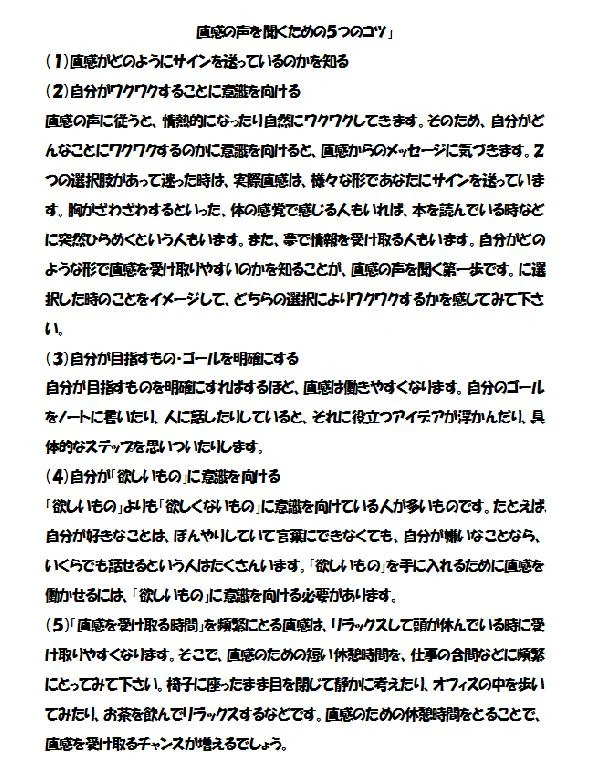 直感の声を聞くための5つのコツ」
(1)直感がどのようにサインを送っているのかを知る
(2)自分がワクワクすることに意識を向ける
直感の声に従うと、情熱的になったり自然にワクワクしてきます。そのため、自分がど
んなことにワクワクするのかに意識を向けると、直感からのメッセージに気づきます。2
つの選択肢があって迷った時は、実際直感は、様々な形であなたにサインを送っていま
す。胸がざわざわするといった、体の感覚で感じる人もいれば、本を読んでいる時など
に突然ひらめくという人もいます。また、夢で情報を受け取る人もいます。自分がどの
ような形で直感を受け取りやすいのかを知ることが、直感の声を聞く第一歩です。に選
択した時のことをイメージして、どちらの選択によりワクワクするかを感じてみて下さ
い。
(3)自分が目指すもの・ゴールを明確にする
自分が目指すものを明確にすればするほど、直感は働きやすくなります。自分のゴール
をノートに書いたり、人に話したりしていると、それに役立つアイデアが浮かんだり、具
体的なステップを思いついたりします。
(4)自分が「欲しいもの」に意識を向ける
「欲しいもの」よりも「欲しくないもの」に意識を向けている人が多いものです。たとえば、
自分が好きなことは、ぼんやりしていて言葉にできなくても、自分が嫌いなことなら、
いくらでも話せるという人はたくさんいます。「欲しいもの」を手に入れるために直感を
働かせるには、「欲しいもの」に意識を向ける必要があります。
(5)「直感を受け取る時間」を頻繁にとる直感は、「リラックスして頭が休んでいる時に受
け取りやすくなります。そこで、直感のための短い休憩時間を、仕事の合間などに頻繁
にとってみて下さい。椅子に座ったまま目を閉じて静かに考えたり、オフィスの中を歩い
てみたり、お茶を飲んでリラックスするなどです。直感のための休憩時間をとることで、
直感を受け取るチャンスが増えるでしょう。